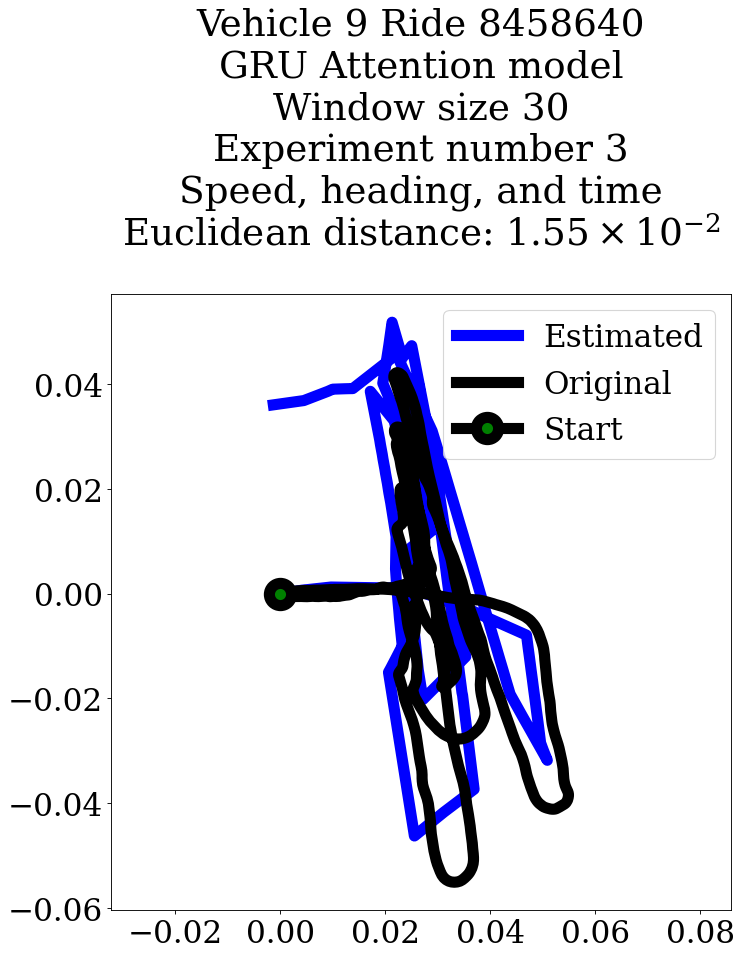 Vehicle 9 Ride 8458640
GRU Attention model
Window size 30
Experiment number 3
Speed, heading, and time
Euclidean distance: 1.55 × 10⁻²
Estimated
Original
Start
0.04
0.02
0.00
−0.02
−0.04
−0.06
−0.02 0.00 0.02 0.04 0.06 0.08